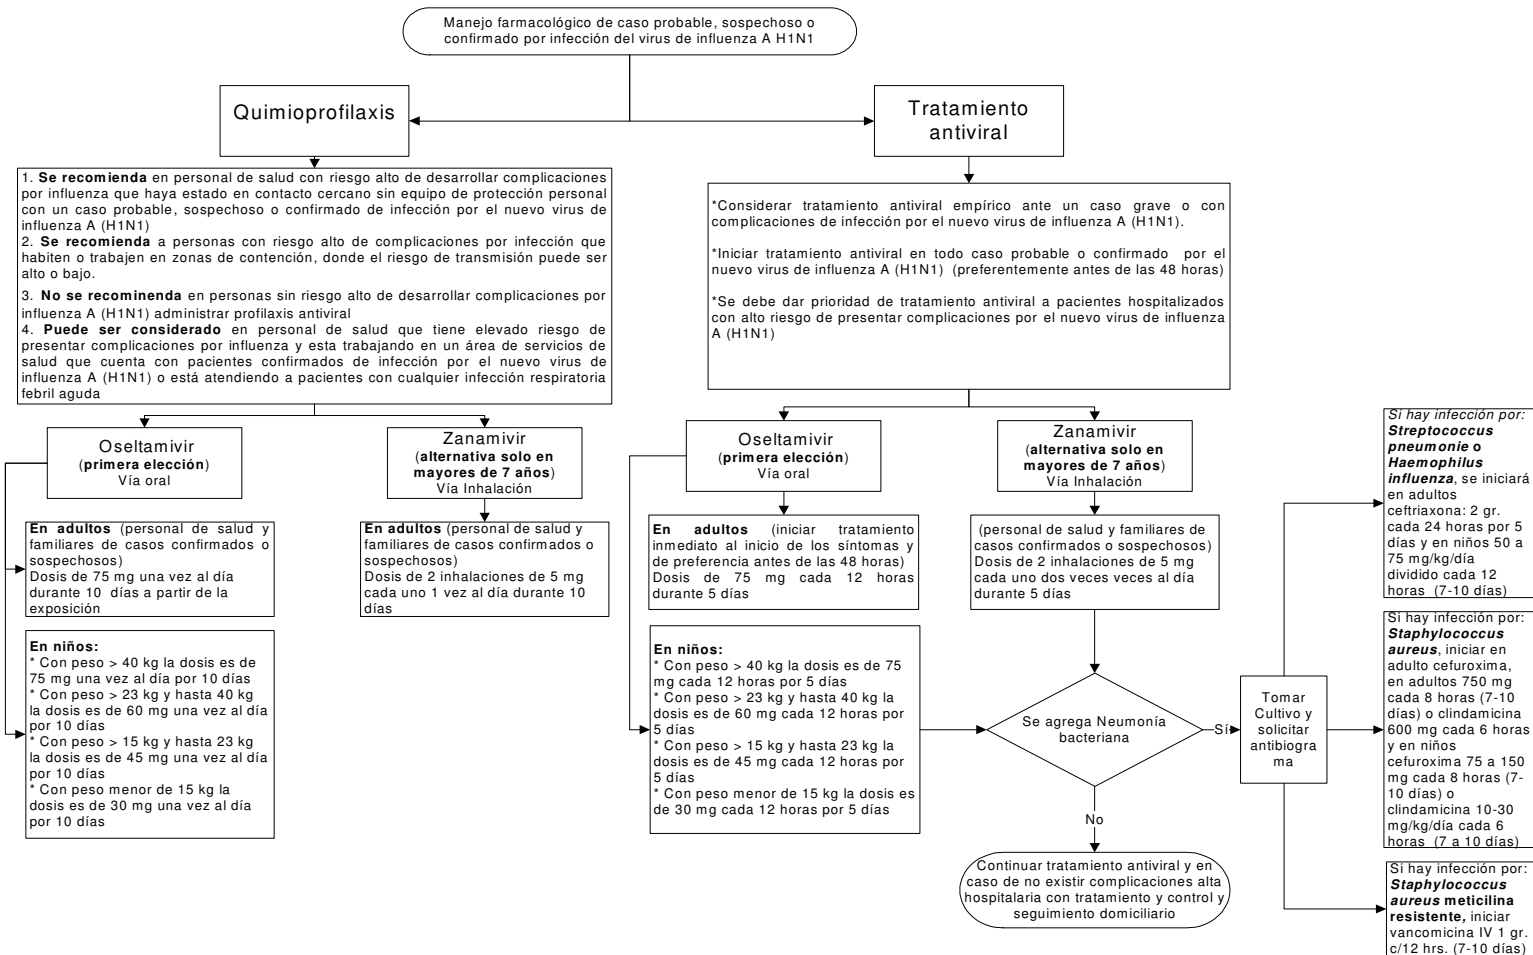 Manejo farmacológico de caso probable, sospechoso o
confirmado por infección del virus de influenza A H1N1
Quimioprofilaxis
Tratamiento
antiviral
1. Se recomienda en personal de salud con riesgo alto de desarrollar complicaciones
por influenza que haya estado en contacto cercano sin equipo de protección personal
con un caso probable, sospechoso o confirmado de infección por el nuevo virus de
influenza A (H1N1)
2. Se recomienda a personas con riesgo alto de complicaciones por infección que
habiten o trabajen en zonas de contención, donde el riesgo de transmisión puede ser
alto o bajo.
3. No se recominenda en personas sin riesgo alto de desarrollar complicaciones por
influenza A (H1N1) administrar profilaxis antiviral
4. Puede ser considerado en personal de salud que tiene elevado riesgo de
presentar complicaciones por influenza y esta trabajando en un área de servicios de
salud que cuenta con pacientes confirmados de infección por el nuevo virus de
influenza A (H1N1) o está atendiendo a pacientes con cualquier infección respiratoria
febril aguda
*Considerar tratamiento antiviral empírico ante un caso grave o con
complicaciones de infección por el nuevo virus de influenza A (H1N1).
*Iniciar tratamiento antiviral en todo caso probable o confirmado por el
nuevo virus de influenza A (H1N1) (preferentemente antes de las 48 horas)
*Se debe dar prioridad de tratamiento antiviral a pacientes hospitalizados
con alto riesgo de presentar complicaciones por el nuevo virus de influenza
A (H1N1)
Oseltamivir
(primera elección)
Vía oral
Zanamivir
(alternativa solo en
mayores de 7 años)
Vía Inhalación
Oseltamivir
(primera elección)
Vía oral
Zanamivir
(alternativa solo en
mayores de 7 años)
Vía Inhalación
En adultos (personal de salud y
familiares de casos confirmados o
sospechosos)
Dosis de 75 mg una vez al día
durante 10 días a partir de la
exposición
En adultos (personal de salud y
familiares de casos confirmados o
sospechosos)
Dosis de 2 inhalaciones de 5 mg
cada uno 1 vez al día durante 10
días
En adultos (iniciar tratamiento
inmediato al inicio de los síntomas y
de preferencia antes de las 48 horas)
Dosis de 75 mg cada 12 horas
durante 5 días
(personal de salud y familiares de
casos confirmados o sospechosos)
Dosis de 2 inhalaciones de 5 mg
cada uno dos veces veces al día
durante 5 días
En niños:
* Con peso > 40 kg la dosis es de
75 mg una vez al día por 10 días
* Con peso > 23 kg y hasta 40 kg
la dosis es de 60 mg una vez al día
por 10 días
* Con peso > 15 kg y hasta 23 kg
la dosis es de 45 mg una vez al día
por 10 días
* Con peso menor de 15 kg la
dosis es de 30 mg una vez al día
por 10 días
En niños:
* Con peso > 40 kg la dosis es de 75
mg cada 12 horas por 5 días
* Con peso > 23 kg y hasta 40 kg la
dosis es de 60 mg cada 12 horas por
5 días
* Con peso > 15 kg y hasta 23 kg la
dosis es de 45 mg cada 12 horas por
5 días
* Con peso menor de 15 kg la dosis es
de 30 mg cada 12 horas por 5 días
Se agrega Neumonía
bacteriana
Sí
No
Continuar tratamiento antiviral y en
caso de no existir complicaciones alta
hospitalaria con tratamiento y control y
seguimiento domiciliario
Tomar
Cultivo y
solicitar
antibiogra
ma
Si hay infección por:
Streptococcus
pneumonie o
Haemophilus
influenza, se iniciará
en adultos
ceftriaxona: 2 gr.
cada 24 horas por 5
días y en niños 50 a
75 mg/kg/día
dividido cada 12
horas (7-10 días)
Si hay infección por:
Staphylococcus
aureus, iniciar en
adulto cefuroxima,
en adultos 750 mg
cada 8 horas (7-10
días) o clindamicina
600 mg cada 6 horas
y en niños
cefuroxima 75 a 150
mg cada 8 horas (7-
10 días) o
clindamicina 10-30
mg/kg/día cada 6
horas (7 a 10 días)
Si hay infección por:
Staphylococcus
aureus meticilina
resistente, iniciar
vancomicina IV 1 gr.
c/12 hrs. (7-10 días)